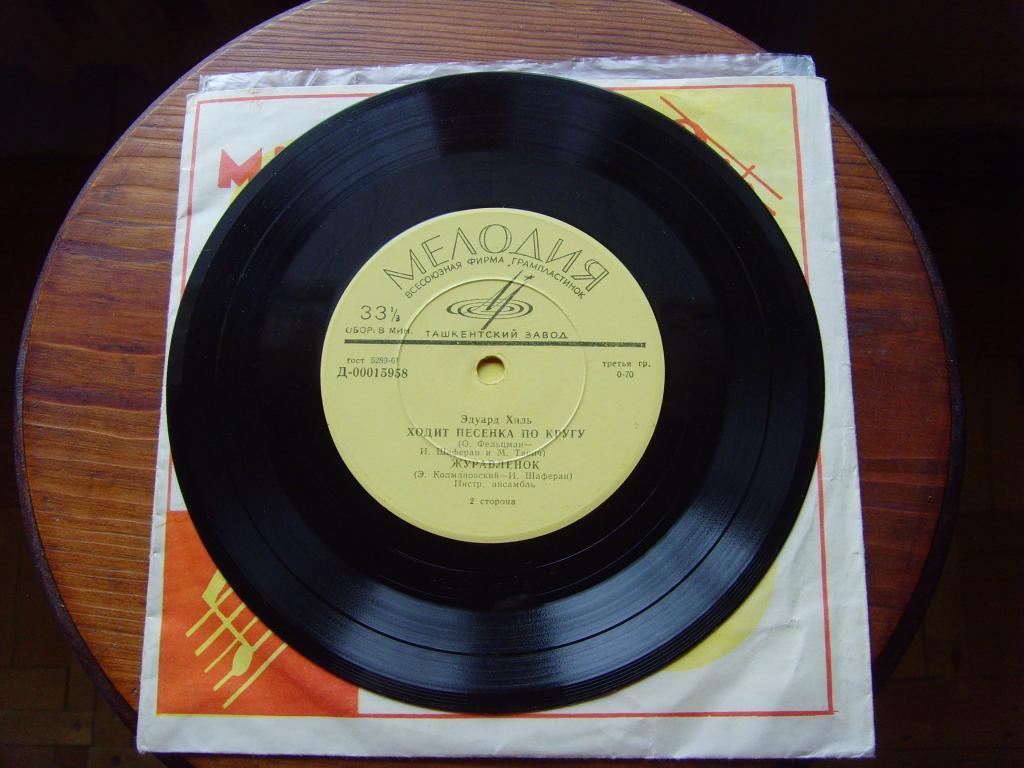 М
МЕЛОДИЯ
ВСЕСОЮЗНАЯ ФИРМА ГРАМПЛАСТИНОК
33⅓
ОБОР. В МИН.
ТАШКЕНТСКИЙ ЗАВОД
гост 5289-61
Д-00015958
третья гр.
0-70
Эдуард Хиль
ХОДИТ ПЕСЕНКА ПО КРУГУ
(О. Фельцман—
И. Шаферан и М. Танич)
ЖУРАВЛЕНОК
(Э. Колмановский—И. Шаферан)
Инстр. ансамбль
2 сторона